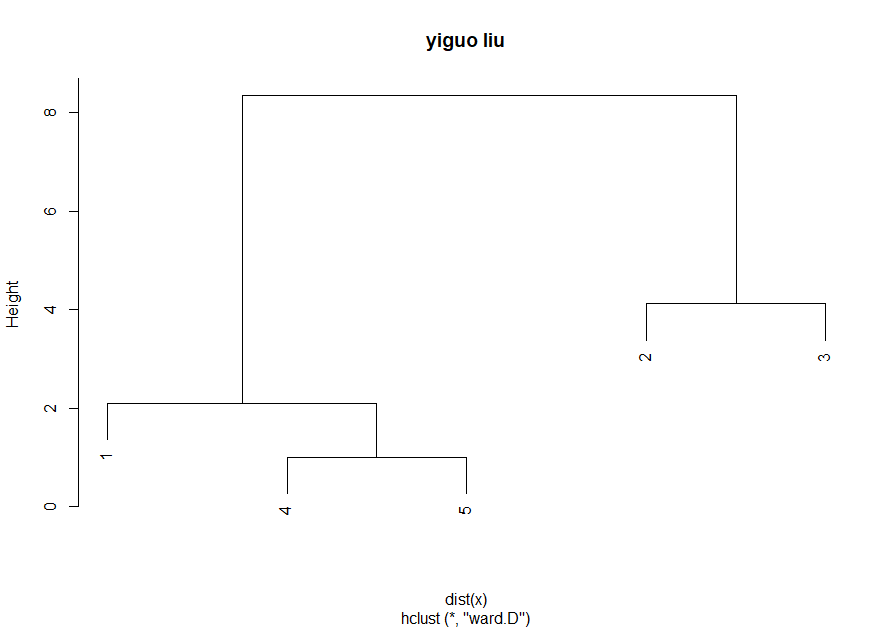 yiguo liu
Height
8
6
4
2
0
2
3
1
4
5
dist(x)
hclust (*, "ward.D")